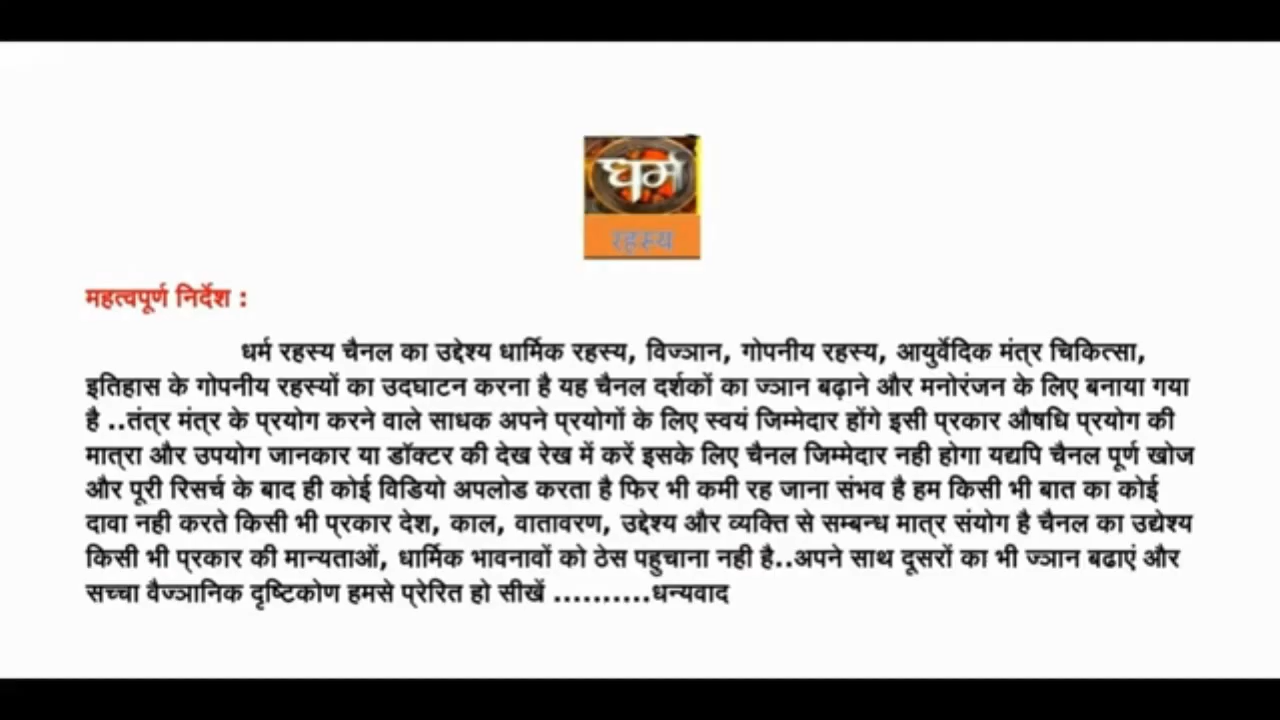 धर्म
रहस्य
महत्वपूर्ण निर्देश :
धर्म रहस्य चैनल का उद्देश्य धार्मिक रहस्य, विज्ञान, गोपनीय रहस्य, आयुर्वेदिक मंत्र चिकित्सा,
इतिहास के गोपनीय रहस्यों का उदघाटन करना है यह चैनल दर्शकों का ज्ञान बढ़ाने और मनोरंजन के लिए बनाया गया
है ..तंत्र मंत्र के प्रयोग करने वाले साधक अपने प्रयोगों के लिए स्वयं जिम्मेदार होंगे इसी प्रकार औषधि प्रयोग की
मात्रा और उपयोग जानकार या डॉक्टर की देख रेख में करें इसके लिए चैनल जिम्मेदार नही होगा यद्यपि चैनल पूर्ण खोज
और पूरी रिसर्च के बाद ही कोई विडियो अपलोड करता है फिर भी कमी रह जाना संभव है हम किसी भी बात का कोई
दावा नही करते किसी भी प्रकार देश, काल, वातावरण, उद्देश्य और व्यक्ति से सम्बन्ध मात्र संयोग है चैनल का उद्येश्य
किसी भी प्रकार की मान्यताओं, धार्मिक भावनावों को ठेस पहुचाना नही है..अपने साथ दूसरों का भी ज्ञान बढाएं और
सच्चा वैज्ञानिक दृष्टिकोण हमसे प्रेरित हो सीखें ..........धन्यवाद